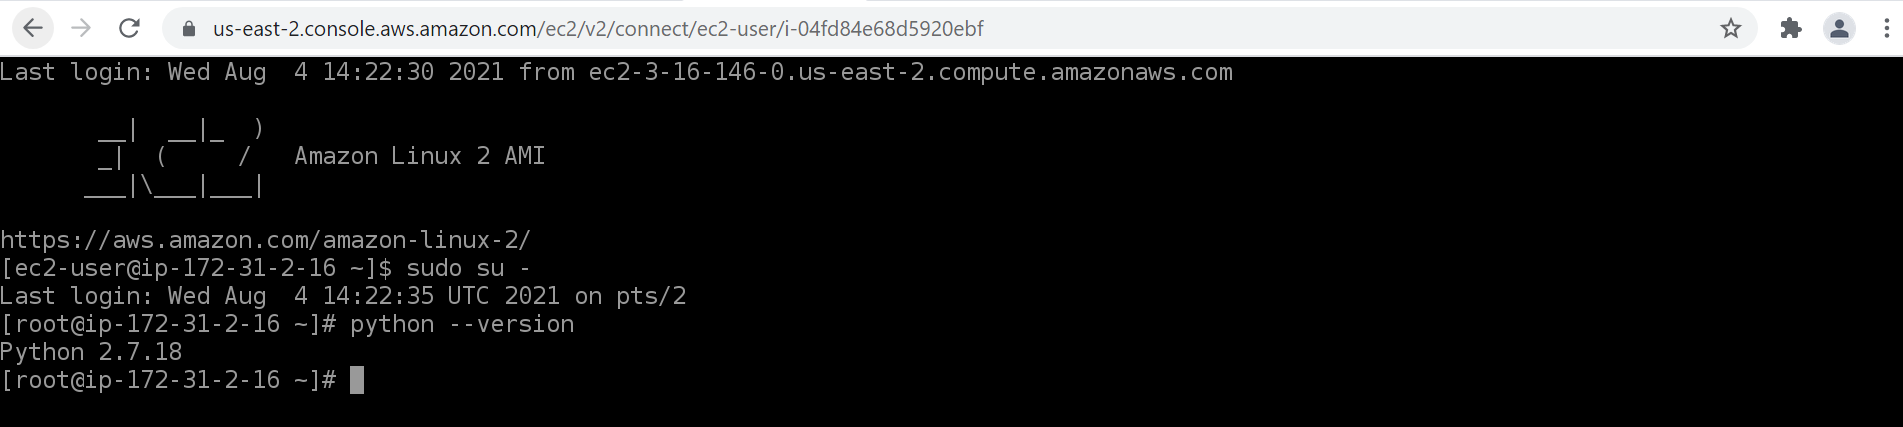 us-east-2.console.aws.amazon.com/ec2/v2/connect/ec2-user/i-04fd84e68d5920ebf
Last login: Wed Aug  4 14:22:30 2021 from ec2-3-16-146-0.us-east-2.compute.amazonaws.com
       __|  __|_  )
       _|  (     /   Amazon Linux 2 AMI
      ___|\___|___|
https://aws.amazon.com/amazon-linux-2/
[ec2-user@ip-172-31-2-16 ~]$ sudo su -
Last login: Wed Aug  4 14:22:35 UTC 2021 on pts/2
[root@ip-172-31-2-16 ~]# python --version
Python 2.7.18
[root@ip-172-31-2-16 ~]#